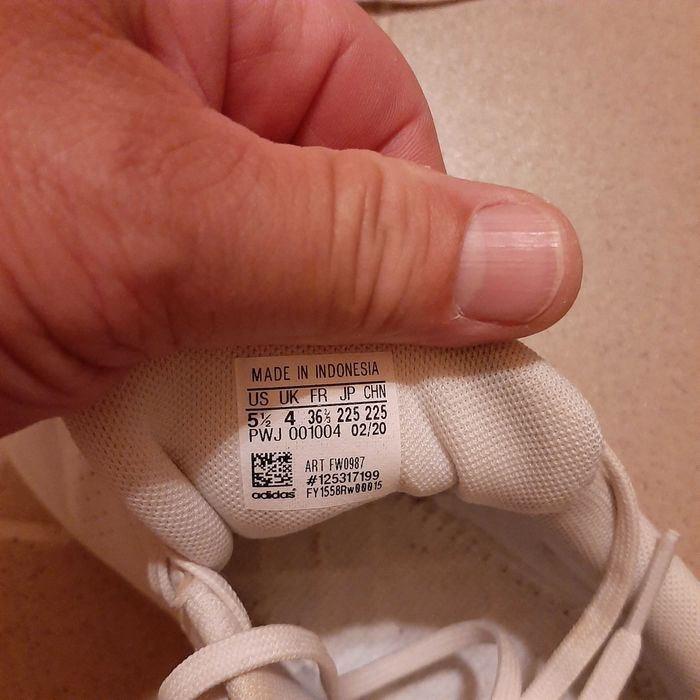 MADE IN INDONESIA
US UK FR JP CHN
5½ 4 36⅔ 225 225
PWJ 001004 02/20
ART FW0987
#125317199
FY1558Rw00015
adidas